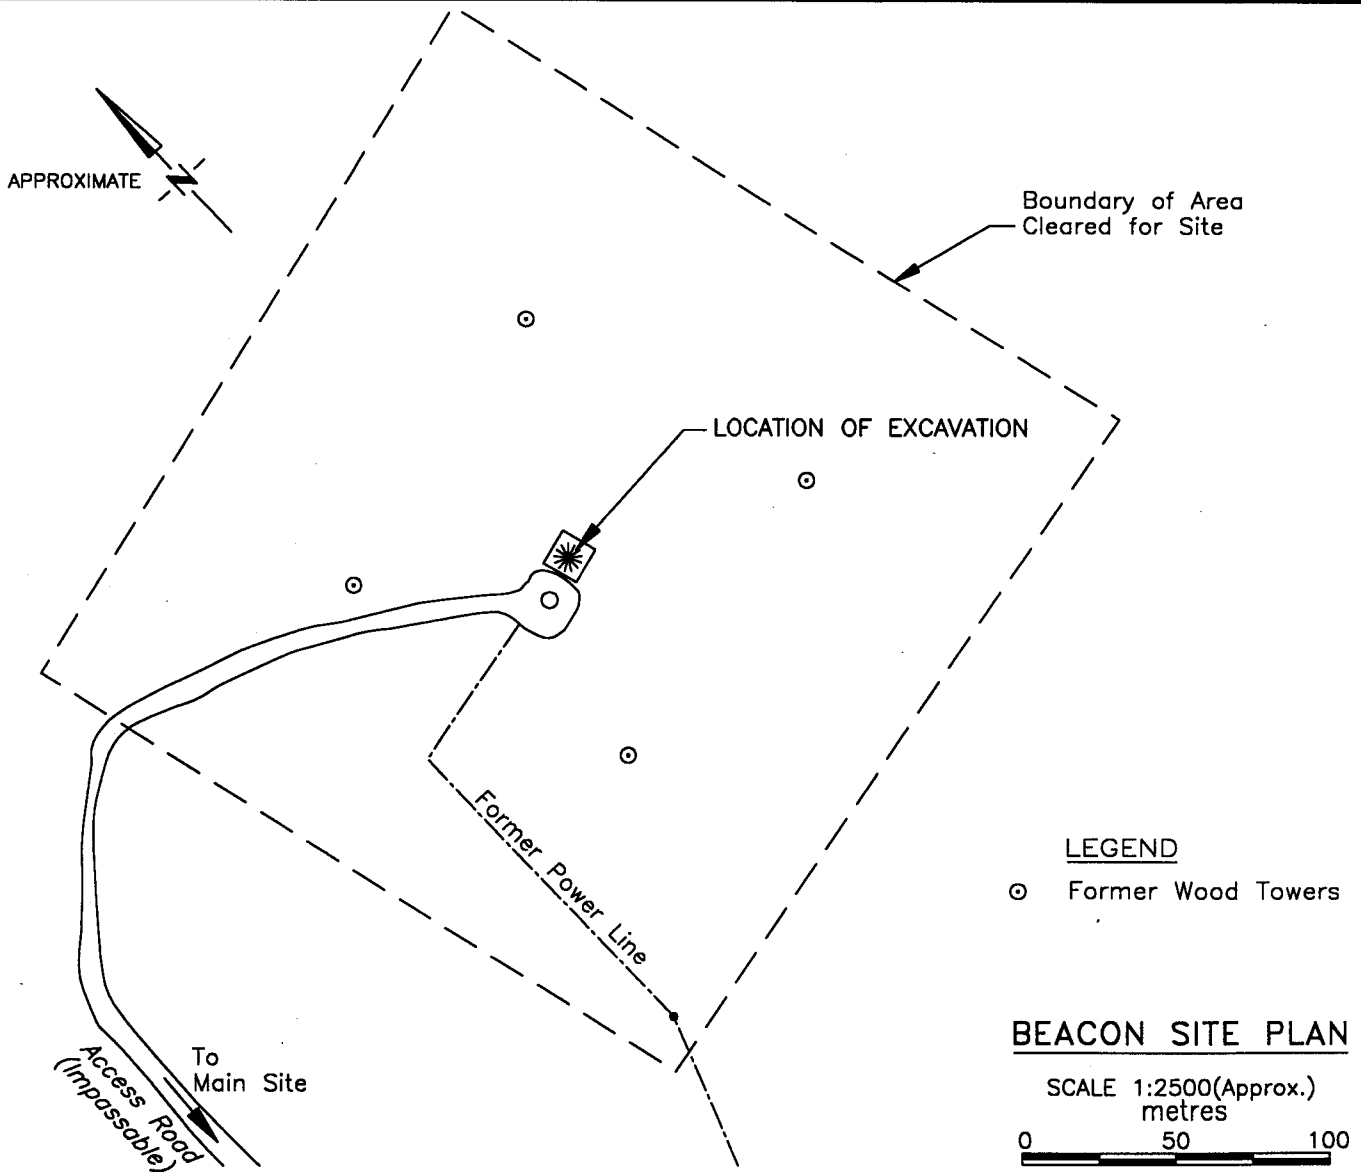 APPROXIMATE
N
Boundary of Area
Cleared for Site
LOCATION OF EXCAVATION
Former Power Line
To
Main Site
Access Road
(Impassable)
LEGEND
Former Wood Towers
BEACON SITE PLAN
SCALE 1:2500(Approx.)
metres
0 50 100